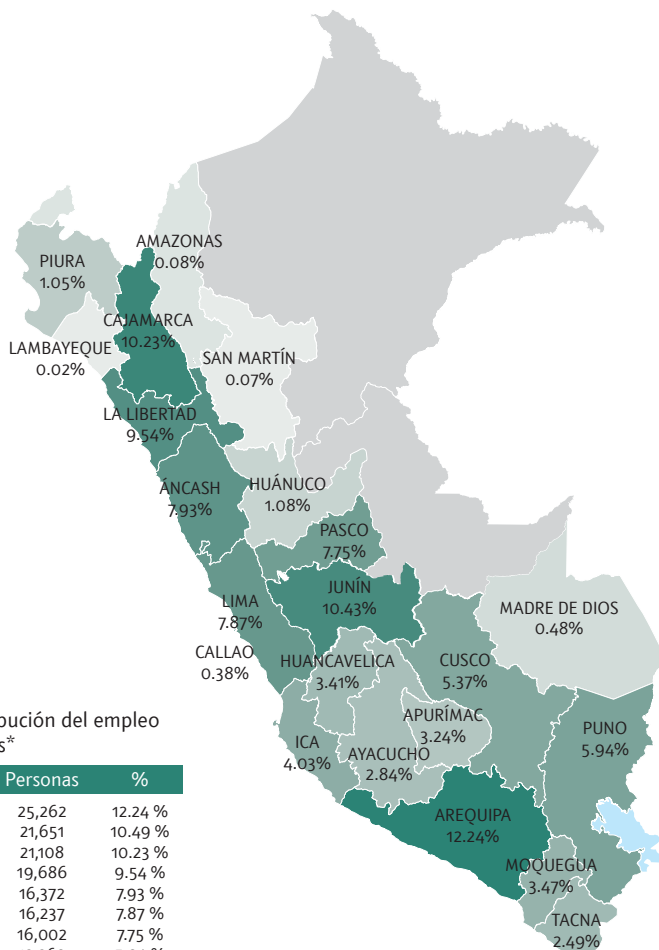 AMAZONAS
0.08%
PIURA
1.05%
CAJAMARCA
10.23%
LAMBAYEQUE
0.02%
SAN MARTÍN
0.07%
LA LIBERTAD
9.54%
ÁNCASH
7.93%
HUÁNUCO
1.08%
PASCO
7.75%
JUNÍN
10.43%
LIMA
7.87%
MADRE DE DIOS
0.48%
CALLAO
0.38%
HUANCAVELICA
3.41%
CUSCO
5.37%
APURÍMAC
3.24%
PUNO
5.94%
ICA
4.03%
AYACUCHO
2.84%
AREQUIPA
12.24%
MOQUEGUA
3.47%
TACNA
2.49%
del empleo
Personas %
25,262 12.24 %
21,651 10.49 %
21,108 10.23 %
19,686 9.54 %
16,372 7.93 %
16,237 7.87 %
16,002 7.75 %